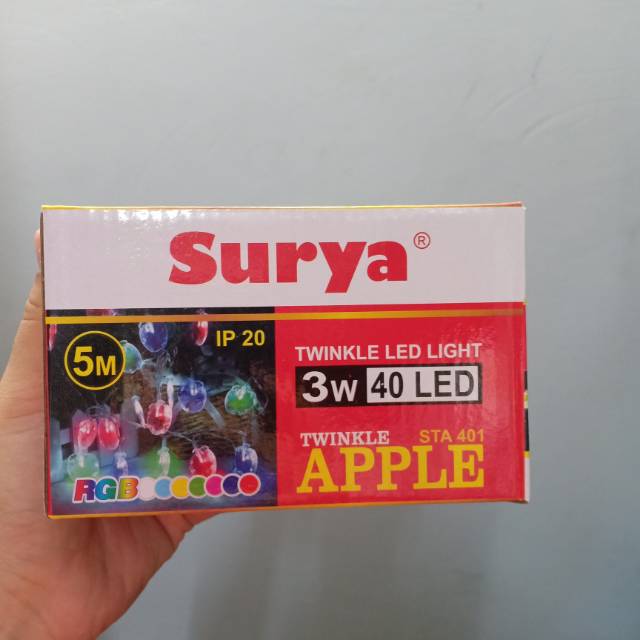 Surya®
5M
IP 20
TWINKLE LED LIGHT
3W 40 LED
TWINKLE STA 401
APPLE
RGB